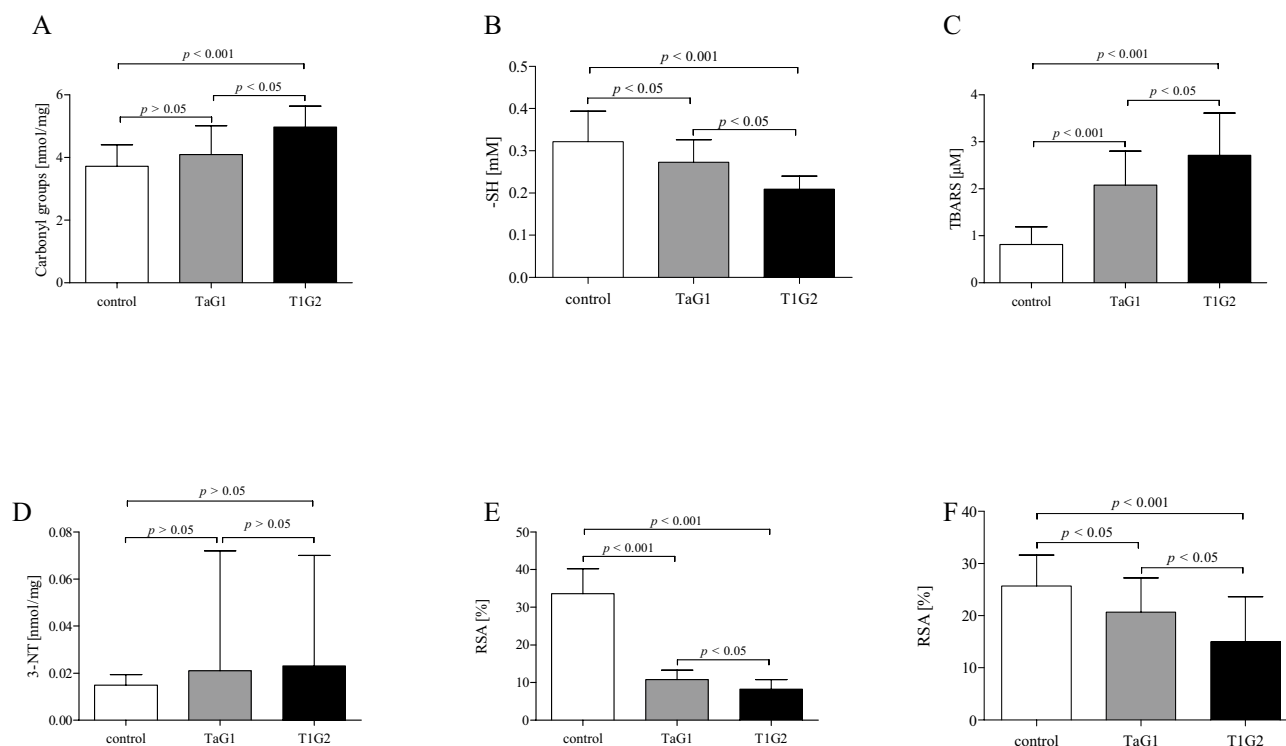 A
p < 0.001
p < 0.05
p > 0.05
Carbonyl groups [nmol/mg]
6
4
2
0
control
TaG1
T1G2
B
p < 0.001
p < 0.05
p < 0.05
-SH [mM]
0.5
0.4
0.3
0.2
0.1
0.0
control
TaG1
T1G2
C
p < 0.001
p < 0.05
p < 0.001
TBARS [µM]
4
3
2
1
0
control
TaG1
T1G2
D
p > 0.05
p > 0.05
p > 0.05
3-NT [nmol/mg]
0.08
0.06
0.04
0.02
0.00
control
TaG1
T1G2
E
p < 0.001
p < 0.001
p < 0.05
RSA [%]
50
40
30
20
10
0
control
TaG1
T1G2
F
p < 0.001
p < 0.05
p < 0.05
RSA [%]
40
30
20
10
0
control
TaG1
T1G2